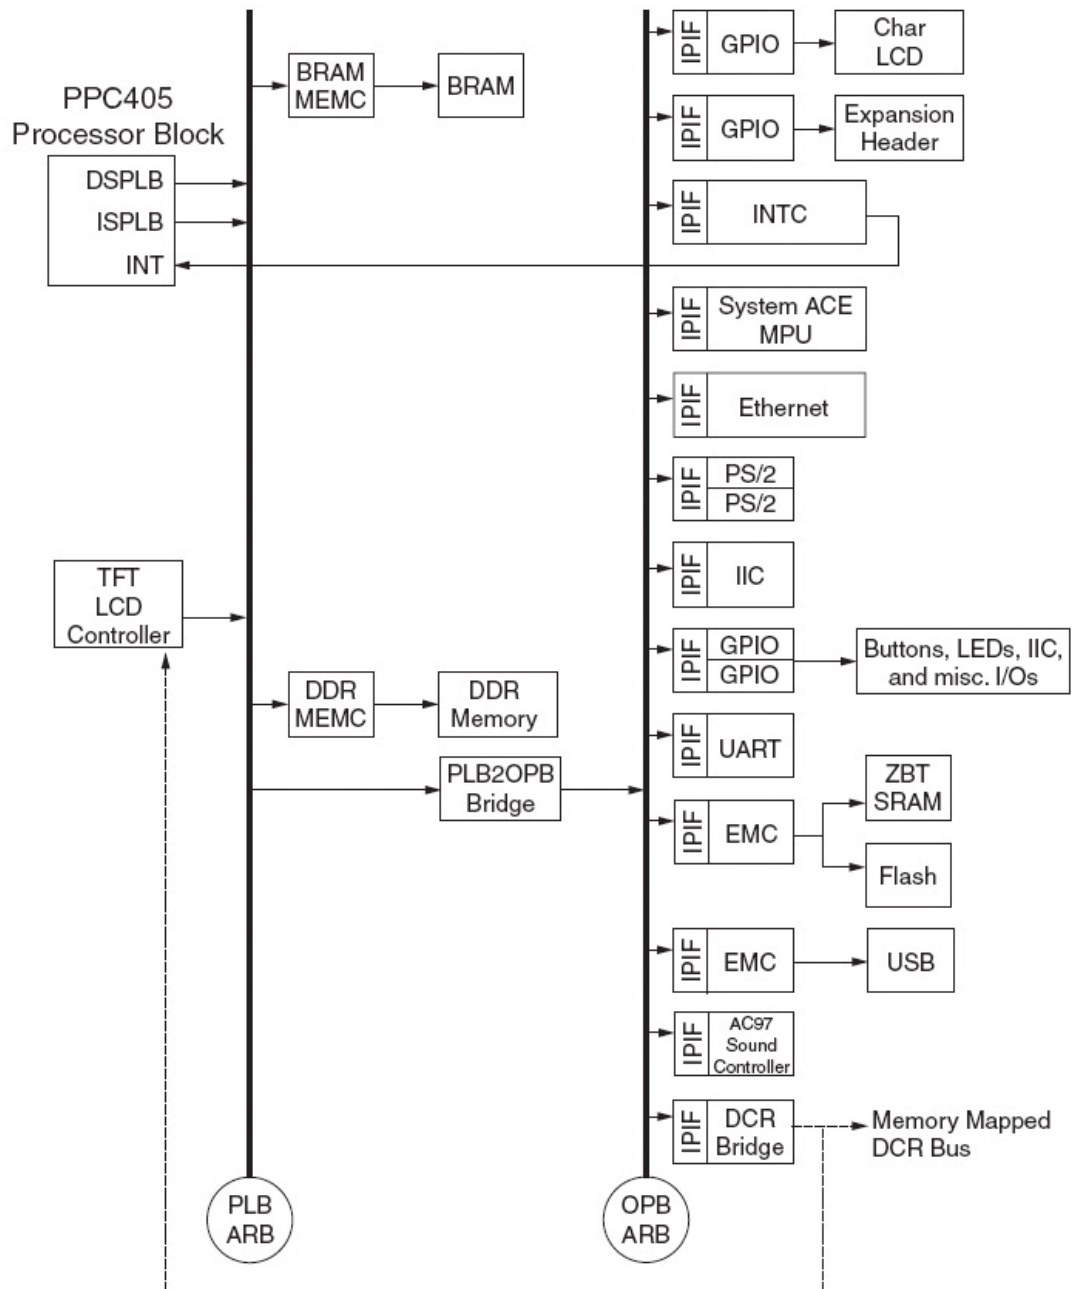 PPC405
Processor Block
DSPLB
ISPLB
INT
BRAM
MEMC
BRAM
TFT
LCD
Controller
DDR
MEMC
DDR
Memory
PLB2OPB
Bridge
PLB
ARB
OPB
ARB
IPIF
GPIO
Char
LCD
IPIF
GPIO
Expansion
Header
IPIF
INTC
IPIF
System ACE
MPU
IPIF
Ethernet
IPIF
PS/2
PS/2
IPIF
IIC
IPIF
GPIO
GPIO
Buttons, LEDs, IIC,
and misc. I/Os
IPIF
UART
IPIF
EMC
ZBT
SRAM
Flash
IPIF
EMC
USB
IPIF
AC97
Sound
Controller
IPIF
DCR
Bridge
Memory Mapped
DCR Bus